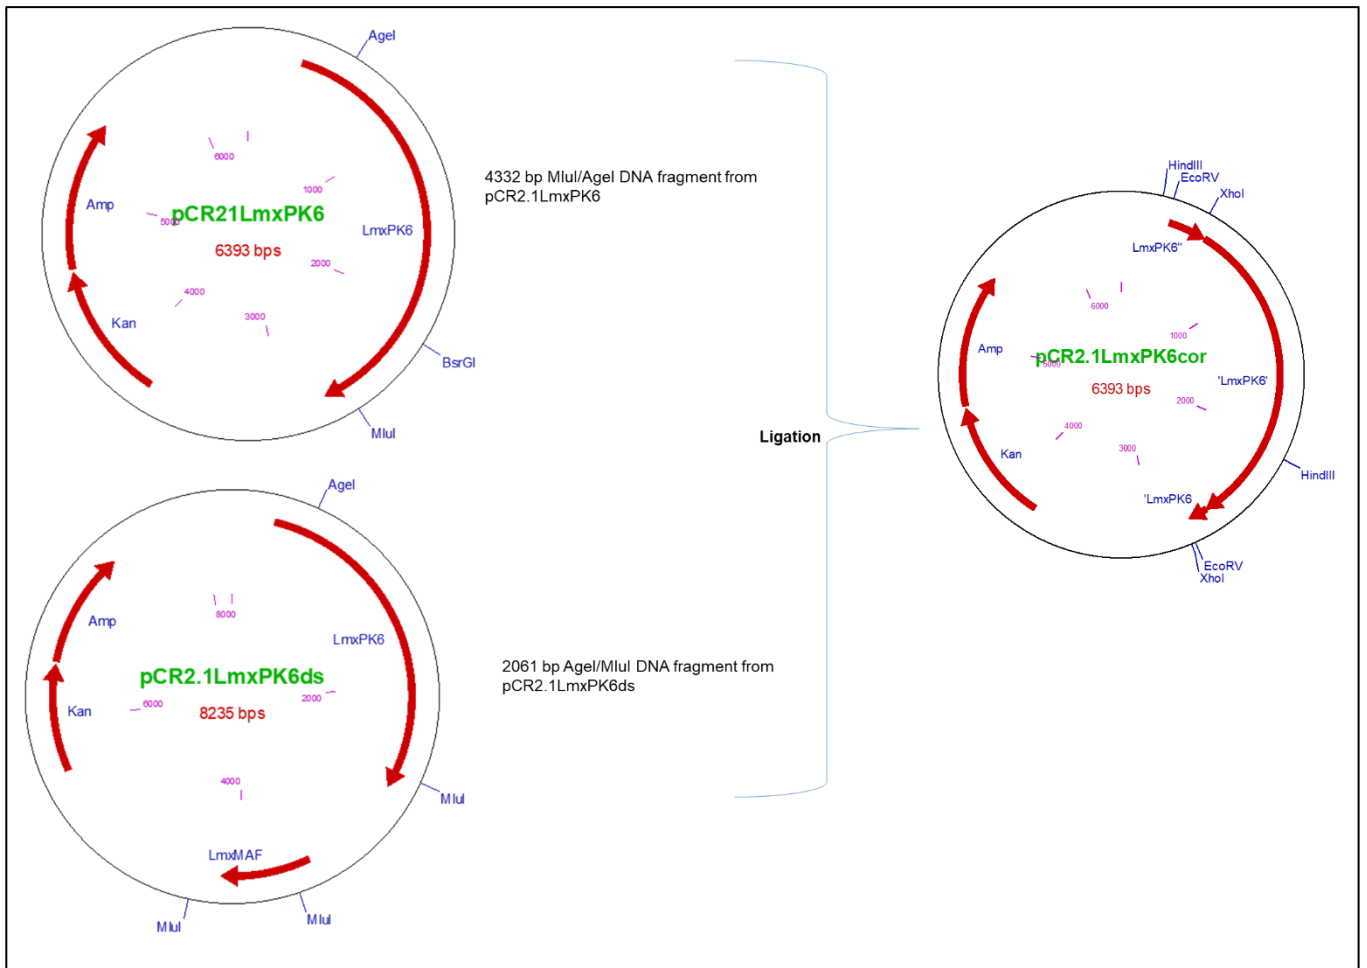 AgeI
6000
1000
Amp
5000
pCR21LmxPK6
LmxPK6
6393 bps
2000
4000
3000
Kan
BsrGI
MluI
4332 bp MluI/AgeI DNA fragment from
pCR2.1LmxPK6
AgeI
8000
Amp
LmxPK6
pCR2.1LmxPK6ds
2000
6000
Kan
8235 bps
4000
MluI
LmxMAF
MluI
MluI
2061 bp AgeI/MluI DNA fragment from
pCR2.1LmxPK6ds
Ligation
HindIII
EcoRV
XhoI
LmxPK6''
6000
1000
Amp
5000
pCR2.1LmxPK6cor
6393 bps
'LmxPK6'
2000
4000
3000
Kan
HindIII
'LmxPK6
EcoRV
XhoI